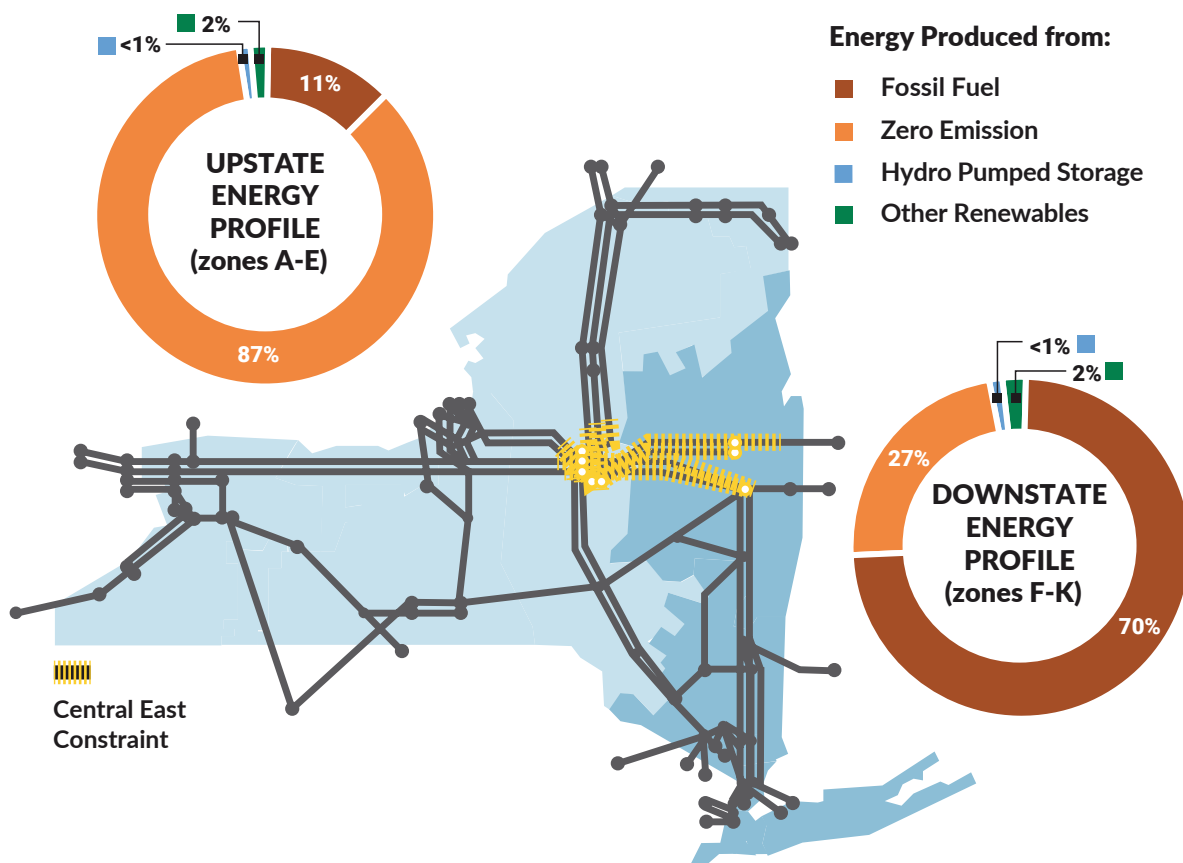 2%
<1%
11%
UPSTATE
ENERGY
PROFILE
(zones A-E)
87%
Energy Produced from:
Fossil Fuel
Zero Emission
Hydro Pumped Storage
Other Renewables
<1%
2%
27%
DOWNSTATE
ENERGY
PROFILE
(zones F-K)
70%
Central East
Constraint